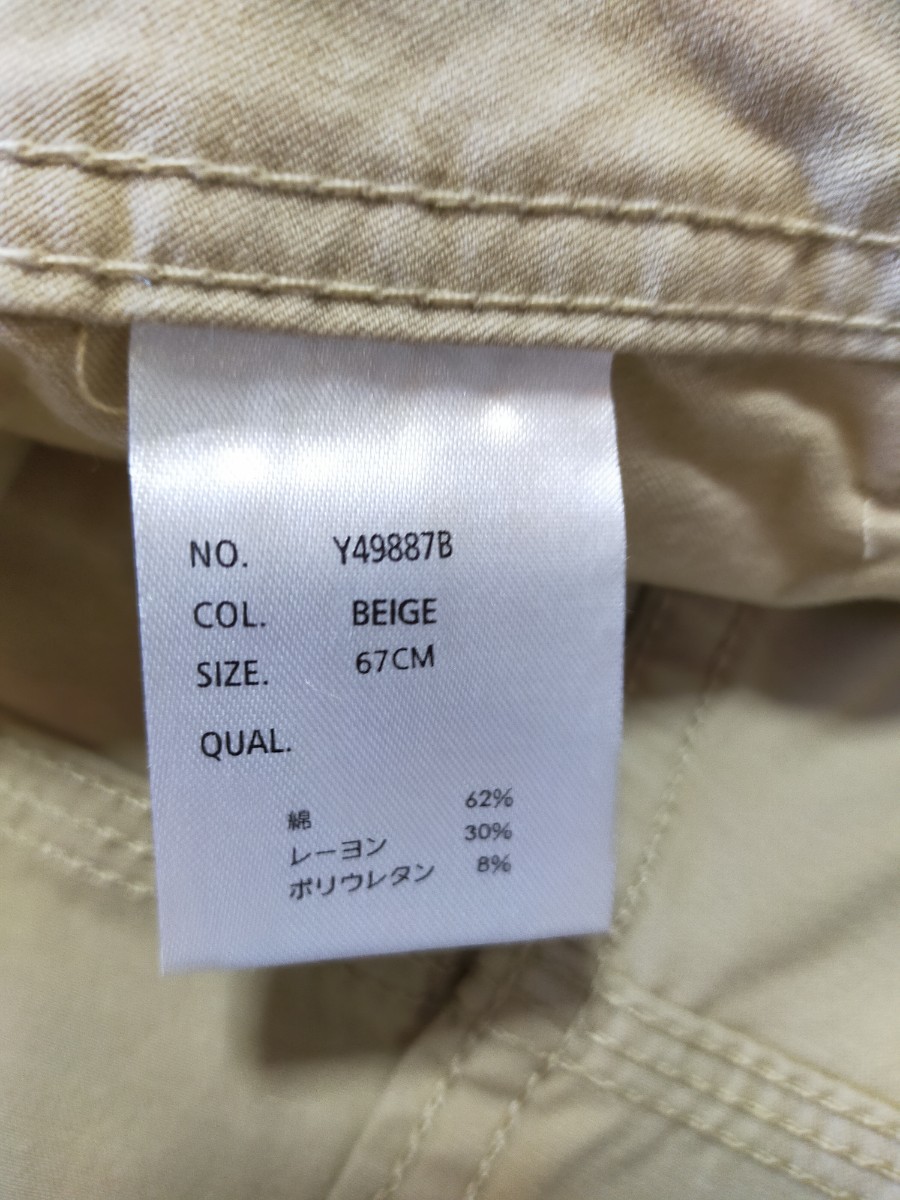 NO. Y49887B
COL. BEIGE
SIZE. 67CM
QUAL.
綿 62%
レーヨン 30%
ポリウレタン 8%